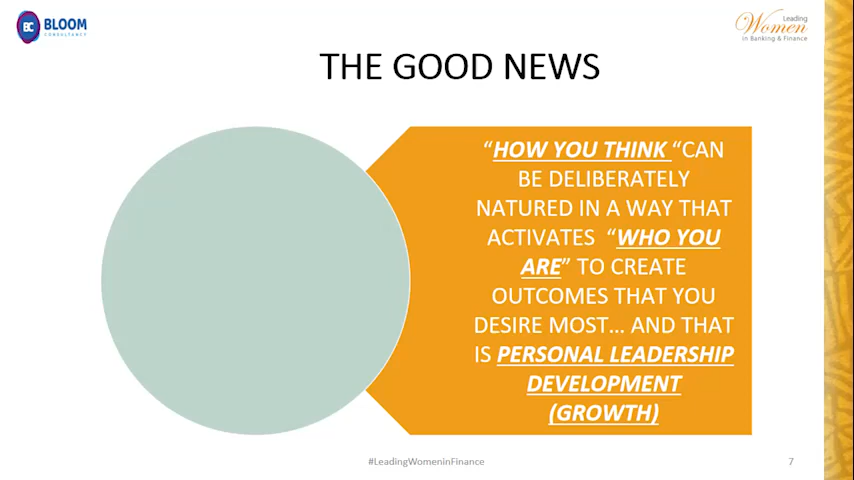 BC BLOOM
CONSULTANCY
Leading
Women
in Banking & Finance
THE GOOD NEWS
“HOW YOU THINK “CAN
BE DELIBERATELY
NATURED IN A WAY THAT
ACTIVATES “WHO YOU
ARE” TO CREATE
OUTCOMES THAT YOU
DESIRE MOST… AND THAT
IS PERSONAL LEADERSHIP
DEVELOPMENT
(GROWTH)
#LeadingWomeninFinance
7